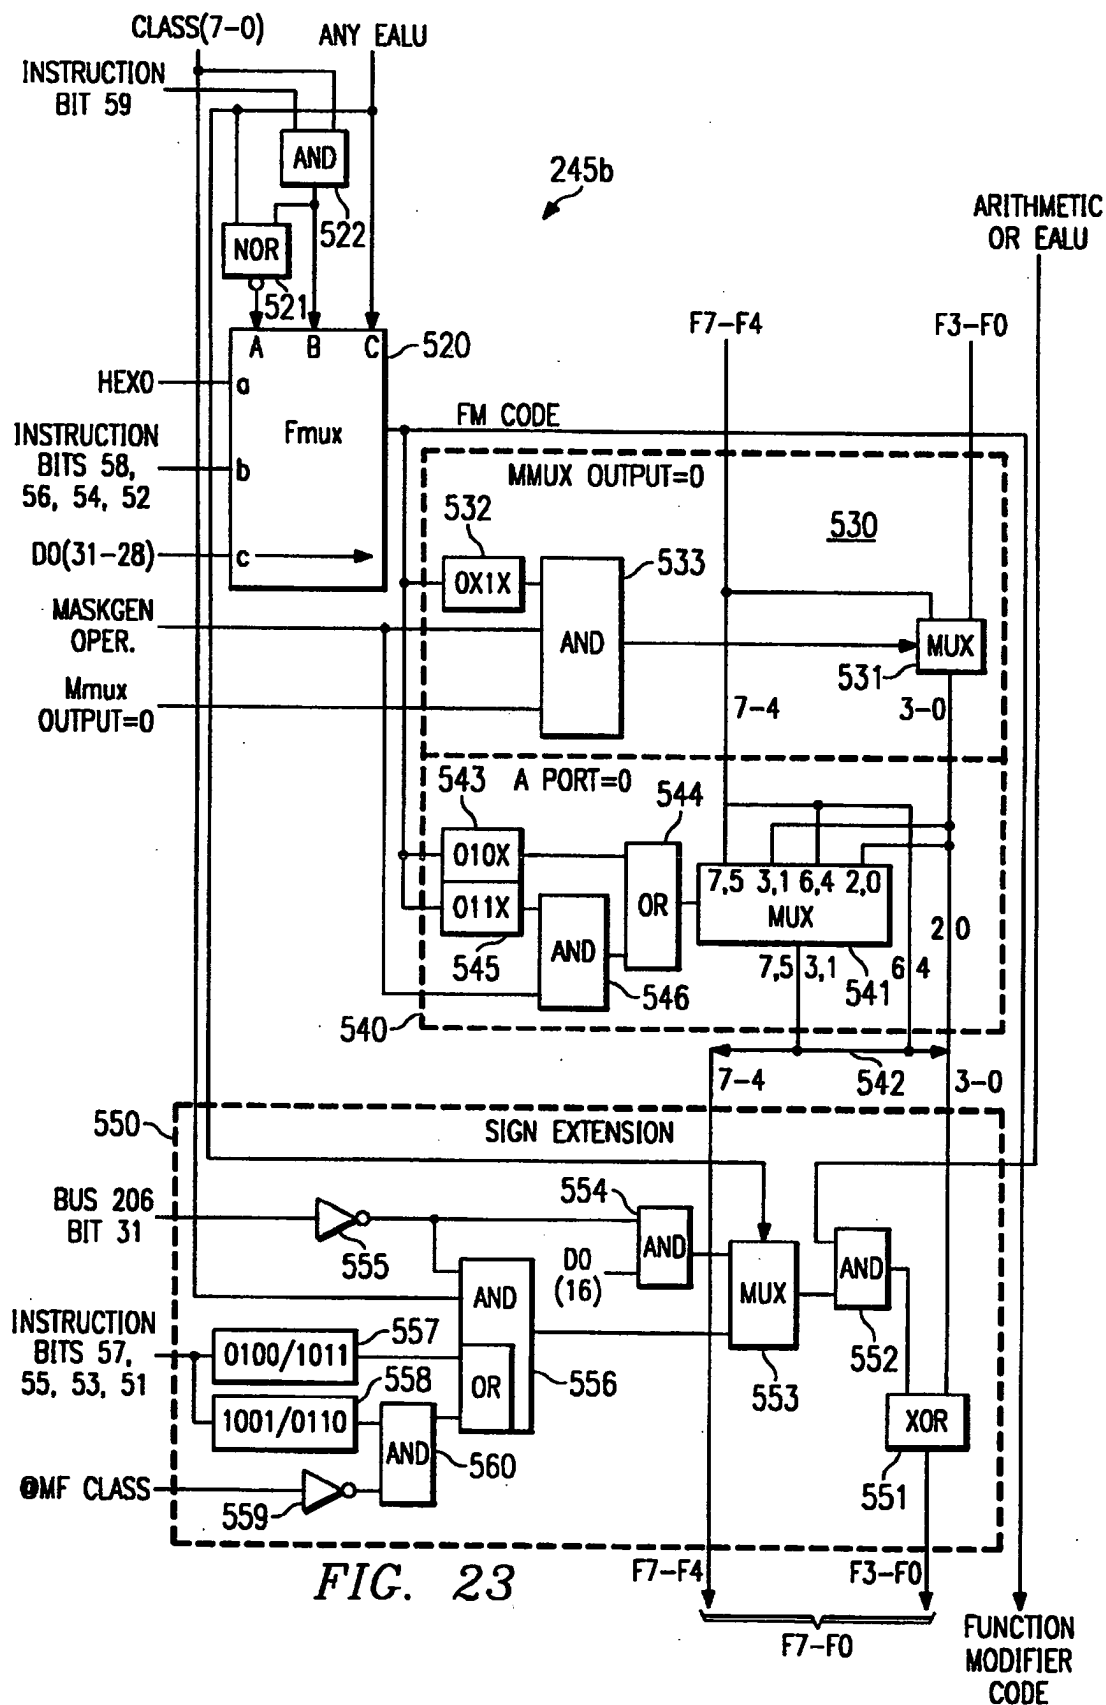 CLASS(7-0)
ANY EALU
INSTRUCTION
BIT 59
AND
522
245b
ARITHMETIC
OR EALU
NOR
521
A B C
520
F7-F4
F3-F0
HEX0
a
FM CODE
Fmux
INSTRUCTION
BITS 58,
56, 54, 52
b
MMUX OUTPUT=0
532
530
D0(31-28)
c
0X1X
533
MASKGEN
OPER.
AND
MUX
531
Mmux
OUTPUT=0
7-4
3-0
543
A PORT=0
544
010X
7,5 3,1 6,4 2,0
MUX
011X
OR
2 0
AND
545
546
7,5 3,1
541
6 4
540
7-4
542
3-0
550
SIGN EXTENSION
BUS 206
BIT 31
555
554
AND
D0
(16)
AND
MUX
AND
INSTRUCTION
BITS 57,
55, 53, 51
0100/1011
557
OR
556
553
552
558
1001/0110
AND
560
XOR
551
@MF CLASS
559
FIG. 23
F7-F4
F3-F0
F7-F0
FUNCTION
MODIFIER
CODE